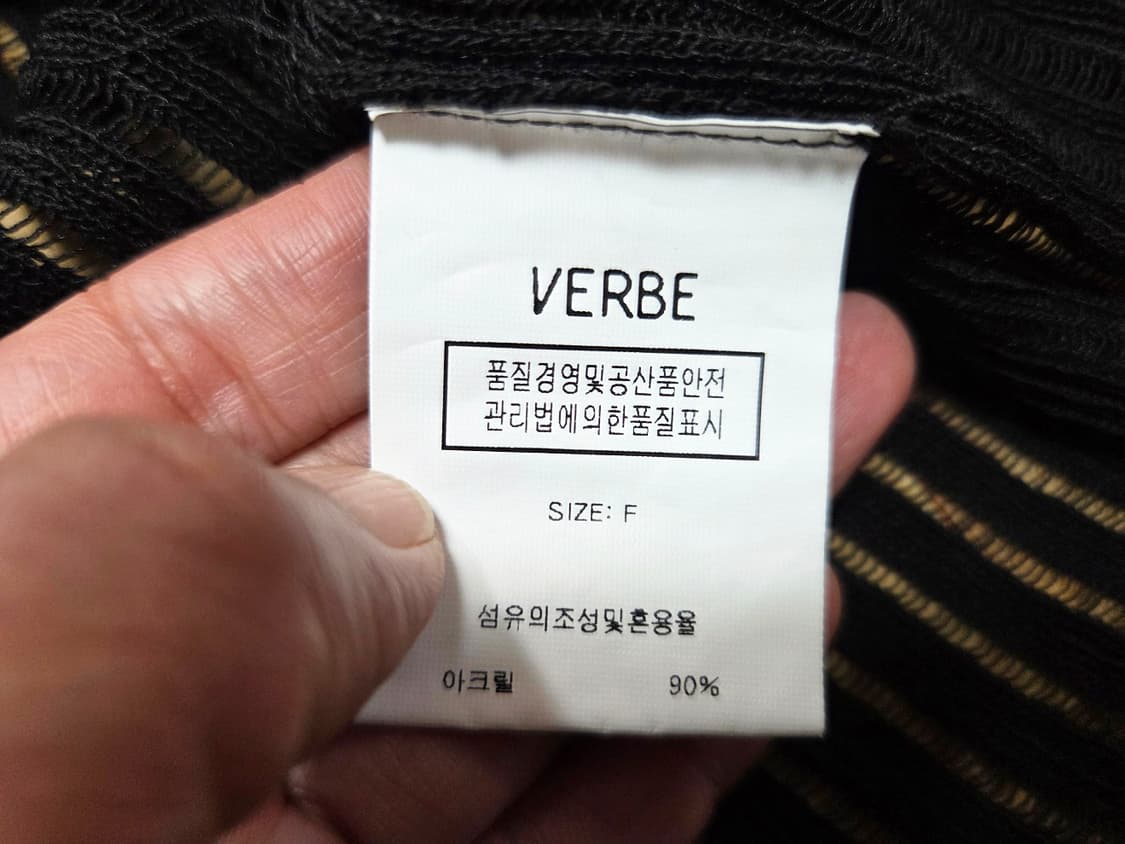 VERBE
품질경영및공산품안전
관리법에의한품질표시
SIZE: F
섬유의조성및혼용율
아크릴 90%